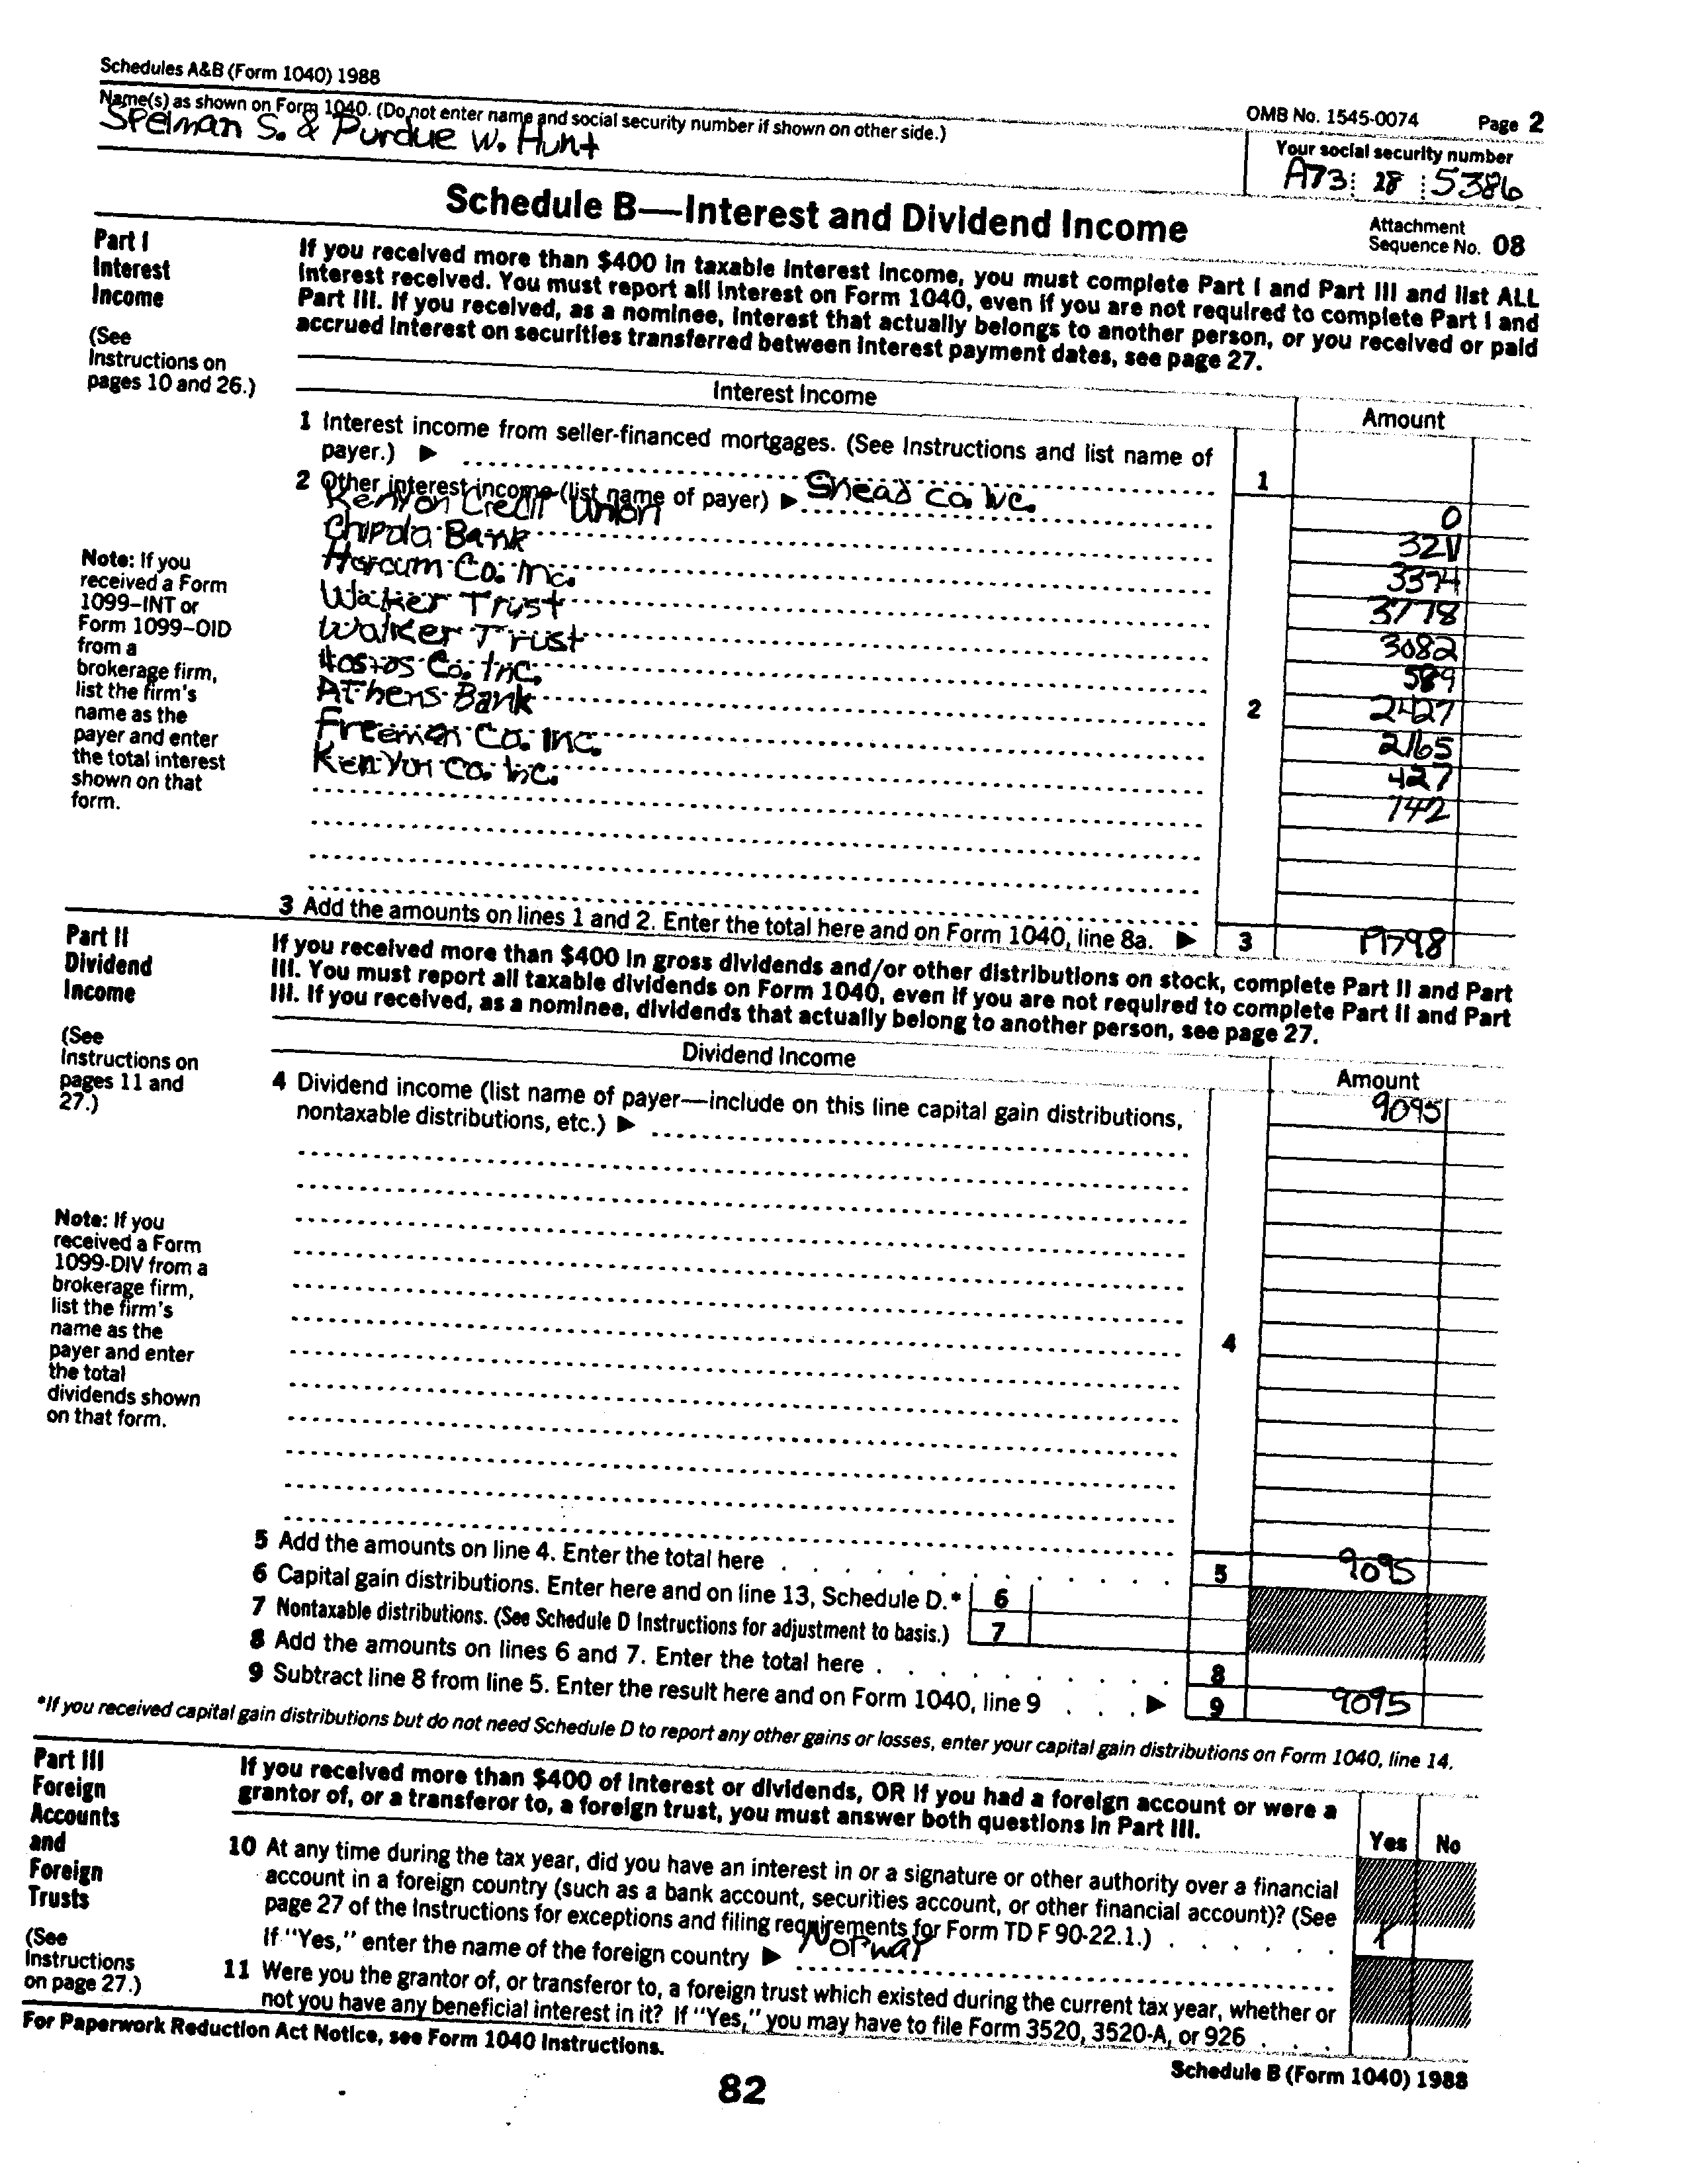 Schedules A&B (Form 1040) 1988
OMB No. 1545-0074 Page 2
Name(s) as shown on Form 1040. (Do not enter name and social security number if shown on other side.)
Your social security number
Spelman S. & Purdue W. Hunt
A73 28 5386
Schedule B—Interest and Dividend Income
Attachment
Sequence No. 08
Part I
Interest
Income
(See
Instructions on
pages 10 and 26.)
If you received more than $400 in taxable interest income, you must complete Part I and Part III and list ALL
interest received. You must report all interest on Form 1040, even if you are not required to complete Part I and
Part III. If you received, as a nominee, interest that actually belongs to another person, or you received or paid
accrued interest on securities transferred between interest payment dates, see page 27.
Interest Income
Amount
1 Interest income from seller-financed mortgages. (See Instructions and list name of
payer.) ▶ 1
2 Other interest income (list name of payer) ▶ Snead Co. Inc. 0
Kenyon Credit Union
Chipola Bank 3374
Harcum Co. Inc. 3778
Walker Trust 3082
Walker Trust 589
Hostos Co. Inc. 2427
Athens Bank 2165
Freeman Co. Inc. 427
Kenyon Co. Inc. 742
2
Note: If you
received a Form
1099–INT or
Form 1099–OID
from a
brokerage firm,
list the firm's
name as the
payer and enter
the total interest
shown on that
form.
3 Add the amounts on lines 1 and 2. Enter the total here and on Form 1040, line 8a. ▶ 3
Part II
Dividend
Income
(See
Instructions on
pages 11 and
27.)
If you received more than $400 in gross dividends and/or other distributions on stock, complete Part II and Part
III. You must report all taxable dividends on Form 1040, even if you are not required to complete Part II and Part
III. If you received, as a nominee, dividends that actually belong to another person, see page 27.
Dividend Income
Amount
4 Dividend income (list name of payer—include on this line capital gain distributions,
nontaxable distributions, etc.) ▶ 9095
4
Note: If you
received a Form
1099-DIV from a
brokerage firm,
list the firm's
name as the
payer and enter
the total
dividends shown
on that form.
5 Add the amounts on line 4. Enter the total here 5 9095
6 Capital gain distributions. Enter here and on line 13, Schedule D.* 6
7 Nontaxable distributions. (See Schedule D Instructions for adjustment to basis.) 7
8 Add the amounts on lines 6 and 7. Enter the total here 8
9 Subtract line 8 from line 5. Enter the result here and on Form 1040, line 9 ▶ 9 9095
*If you received capital gain distributions but do not need Schedule D to report any other gains or losses, enter your capital gain distributions on Form 1040, line 14.
Part III
Foreign
Accounts
and
Foreign
Trusts
(See
Instructions
on page 27.)
If you received more than $400 of interest or dividends, OR if you had a foreign account or were a
grantor of, or a transferor to, a foreign trust, you must answer both questions in Part III.
Yes No
10 At any time during the tax year, did you have an interest in or a signature or other authority over a financial
account in a foreign country (such as a bank account, securities account, or other financial account)? (See
page 27 of the Instructions for exceptions and filing requirements for Form TD F 90-22.1.) X
If "Yes," enter the name of the foreign country ▶ Norway
11 Were you the grantor of, or transferor to, a foreign trust which existed during the current tax year, whether or
not you have any beneficial interest in it? If "Yes," you may have to file Form 3520, 3520-A, or 926
For Paperwork Reduction Act Notice, see Form 1040 Instructions.
Schedule B (Form 1040) 1988
82